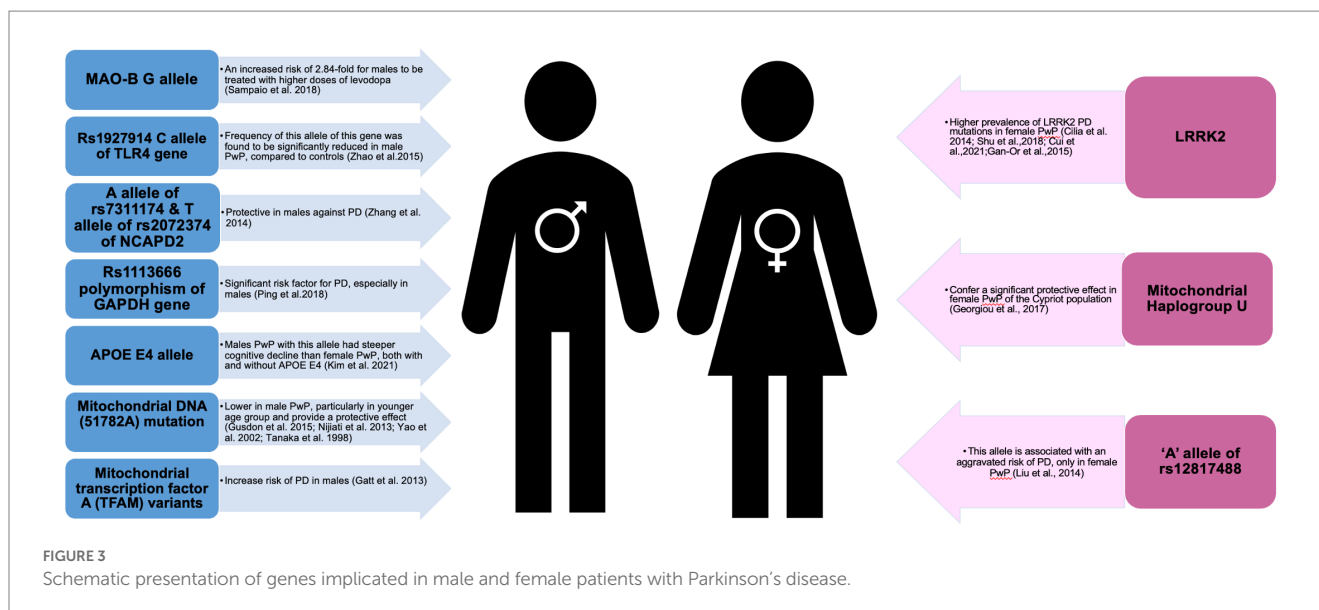 MAO-B G allele
• An increased risk of 2.84-fold for males to be
treated with higher doses of levodopa
(Sampaio et al. 2018)
Rs1927914 C allele
of TLR4 gene
• Frequency of this allele of this gene was
found to be significantly reduced in male
PwP, compared to controls (Zhao et al.2015)
A allele of
rs7311174 & T
allele of rs2072374
of NCAPD2
• Protective in males against PD (Zhang et al.
2014)
Rs1113666
polymorphism of
GAPDH gene
• Significant risk factor for PD, especially in
males (Ping et al.2018)
APOE E4 allele
• Males PwP with this allele had steeper
cognitive decline than female PwP, both with
and without APOE E4 (Kim et al. 2021)
Mitochondrial DNA
(51782A) mutation
• Lower in male PwP, particularly in younger
age group and provide a protective effect
(Gusdon et al. 2015; Nijiati et al. 2013; Yao et
al. 2002; Tanaka et al. 1998)
Mitochondrial
transcription factor
A (TFAM) variants
• Increase risk of PD in males (Gatt et al. 2013)
♂
♀
• Higher prevalence of LRRK2 PD
mutations in female PwP (Cilia et al.
2014; Shu et al.,2018; Cui et
al.,2021;Gan-Or et al.,2015)
LRRK2
• Confer a significant protective effect in
female PwP of the Cypriot population
(Georgiou et al., 2017)
Mitochondrial
Haplogroup U
• This allele is associated with an
aggravated risk of PD, only in female
PwP (Liu et al., 2014)
‘A’ allele of
rs12817488
FIGURE 3
Schematic presentation of genes implicated in male and female patients with Parkinson’s disease.